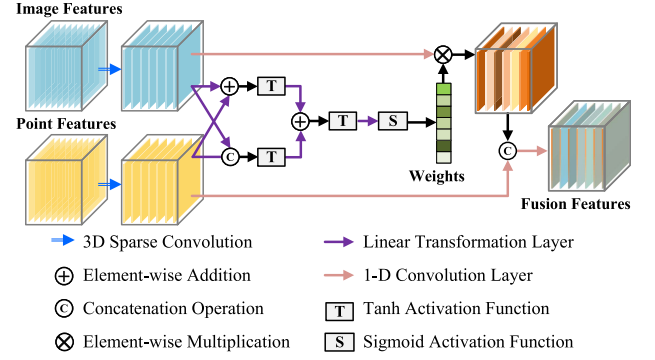 Image Features
T
Point Features
T S
C
T
C
Weights
Fusion Features
3D Sparse Convolution
Linear Transformation Layer
Element-wise Addition
1-D Convolution Layer
C Concatenation Operation
T Tanh Activation Function
Element-wise Multiplication
S Sigmoid Activation Function